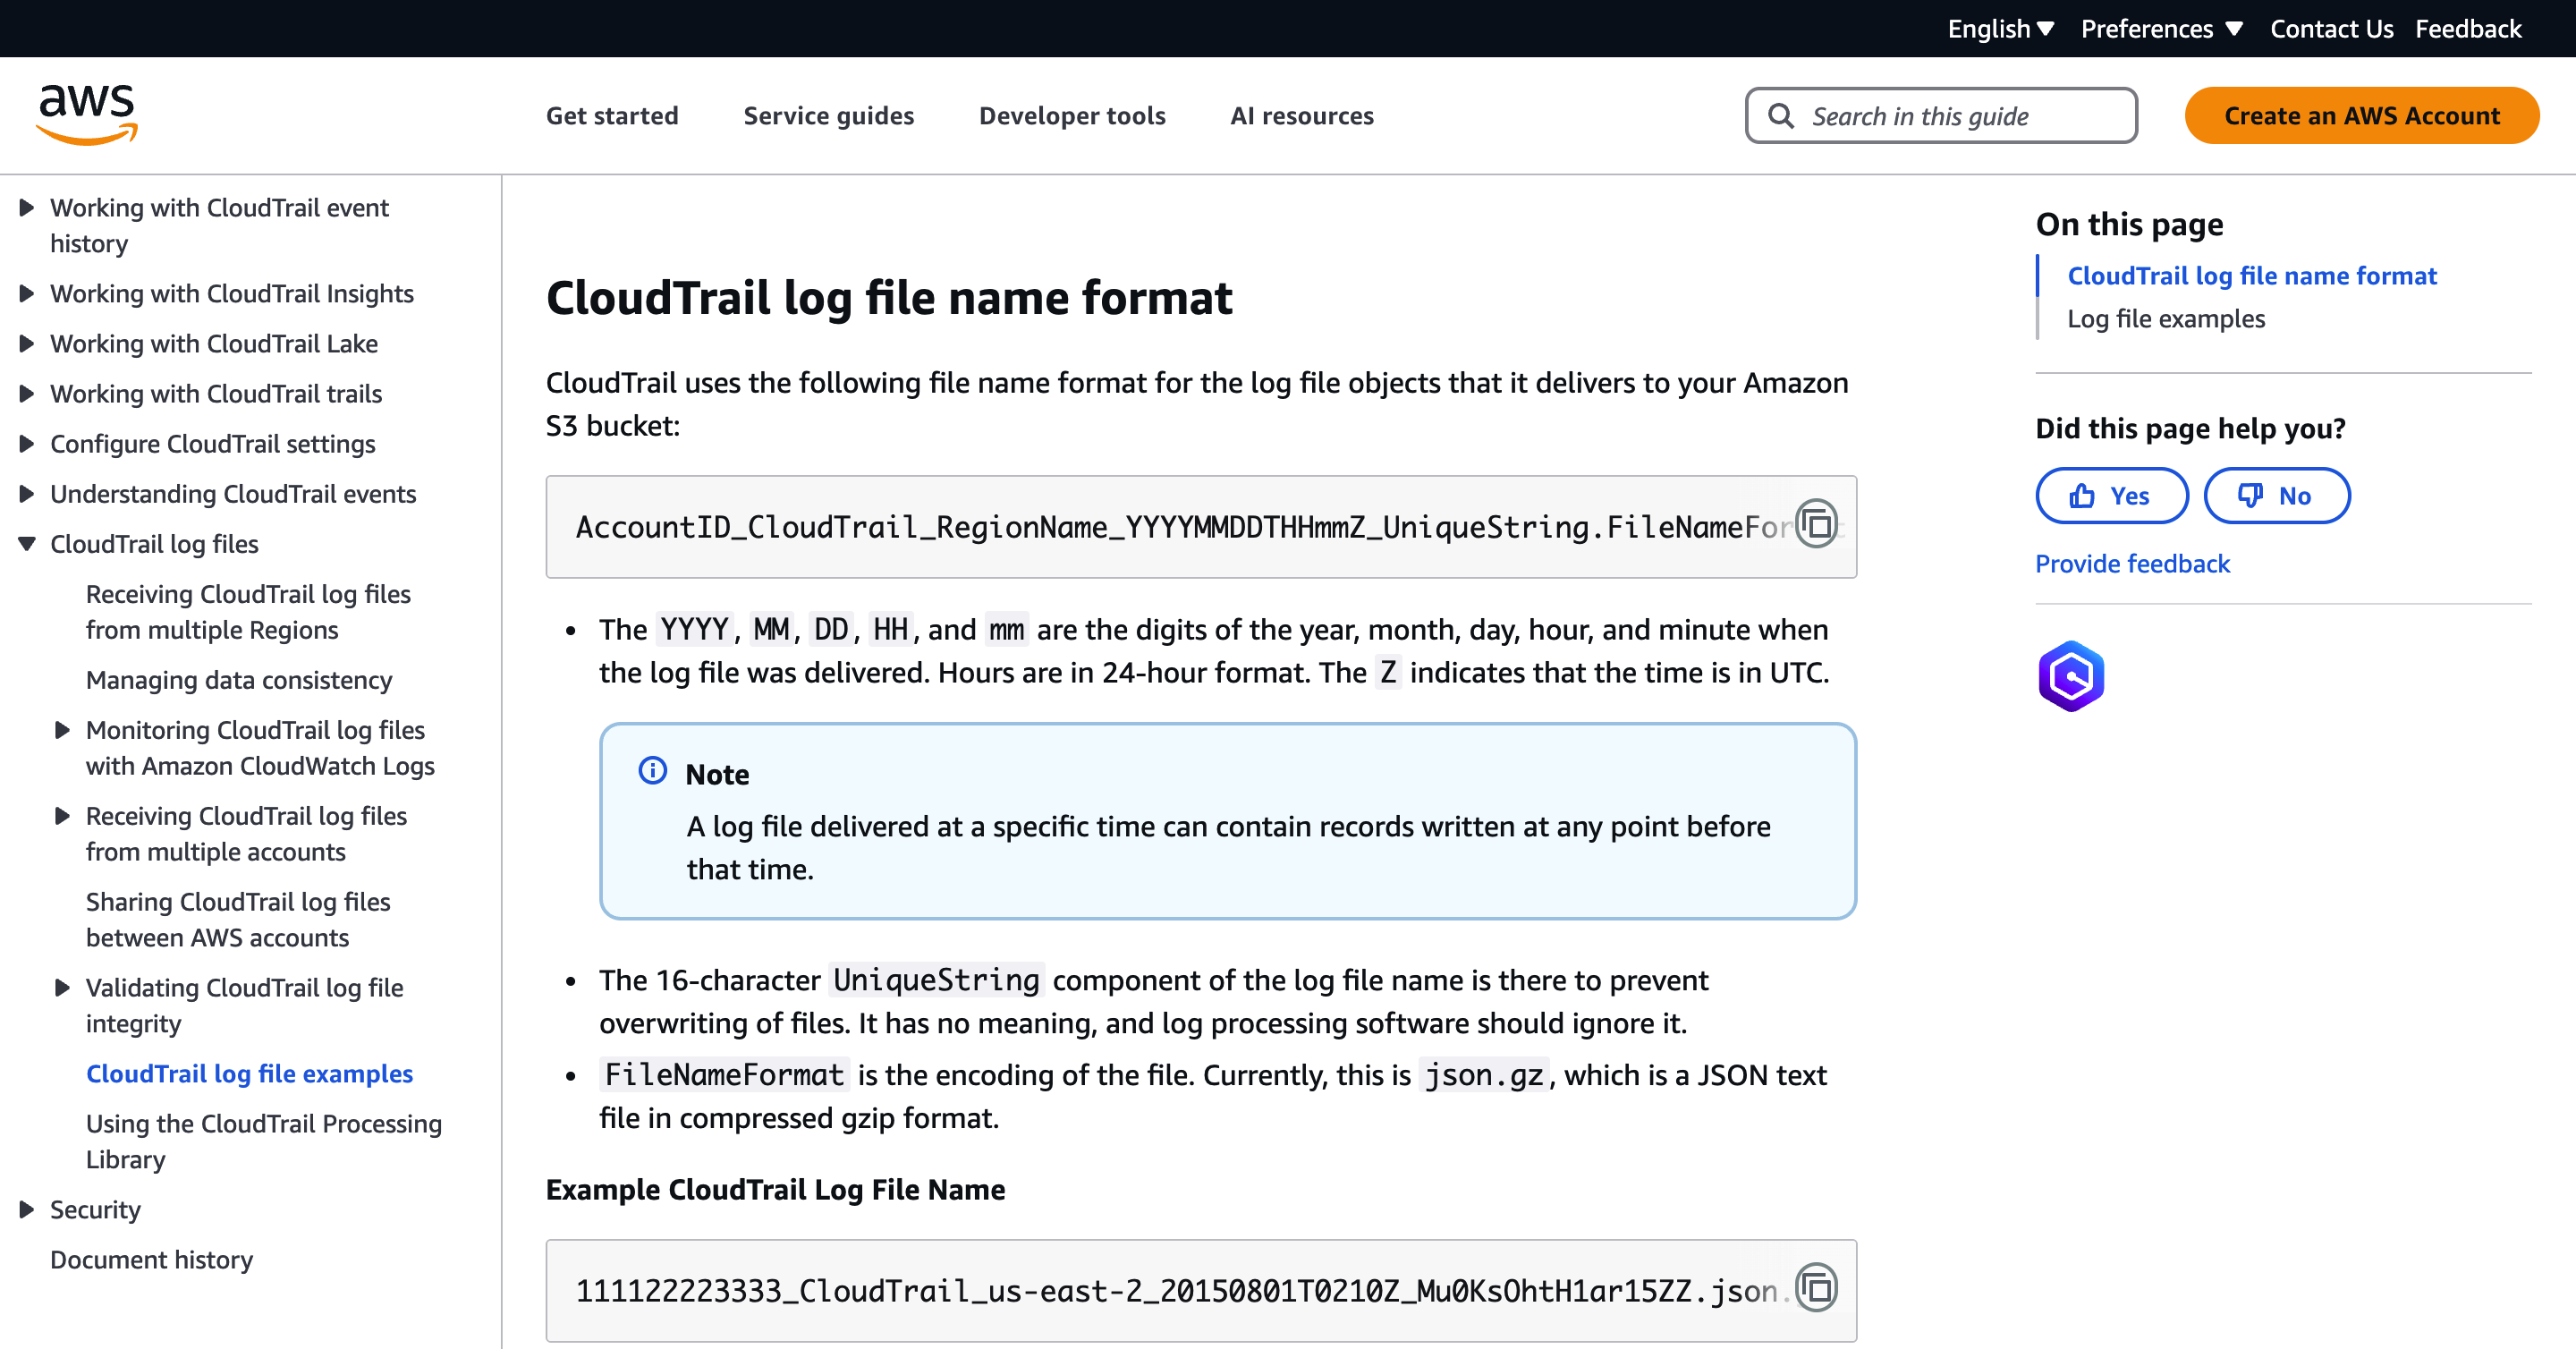 English Preferences Contact Us Feedback
aws
Get started Service guides Developer tools AI resources
Search in this guide
Create an AWS Account
Working with CloudTrail event
history
Working with CloudTrail Insights
Working with CloudTrail Lake
Working with CloudTrail trails
Configure CloudTrail settings
Understanding CloudTrail events
CloudTrail log files
Receiving CloudTrail log files
from multiple Regions
Managing data consistency
Monitoring CloudTrail log files
with Amazon CloudWatch Logs
Receiving CloudTrail log files
from multiple accounts
Sharing CloudTrail log files
between AWS accounts
Validating CloudTrail log file
integrity
CloudTrail log file examples
Using the CloudTrail Processing
Library
Security
Document history
CloudTrail log file name format
CloudTrail uses the following file name format for the log file objects that it delivers to your Amazon
S3 bucket:
AccountID_CloudTrail_RegionName_YYYYMMDDTHHmmZ_UniqueString.FileNameFor
• The YYYY, MM, DD, HH, and mm are the digits of the year, month, day, hour, and minute when
the log file was delivered. Hours are in 24-hour format. The Z indicates that the time is in UTC.
Note
A log file delivered at a specific time can contain records written at any point before
that time.
• The 16-character UniqueString component of the log file name is there to prevent
overwriting of files. It has no meaning, and log processing software should ignore it.
• FileNameFormat is the encoding of the file. Currently, this is json.gz, which is a JSON text
file in compressed gzip format.
Example CloudTrail Log File Name
111122223333_CloudTrail_us-east-2_20150801T0210Z_Mu0KsOhtH1ar15ZZ.json.
On this page
CloudTrail log file name format
Log file examples
Did this page help you?
Yes No
Provide feedback